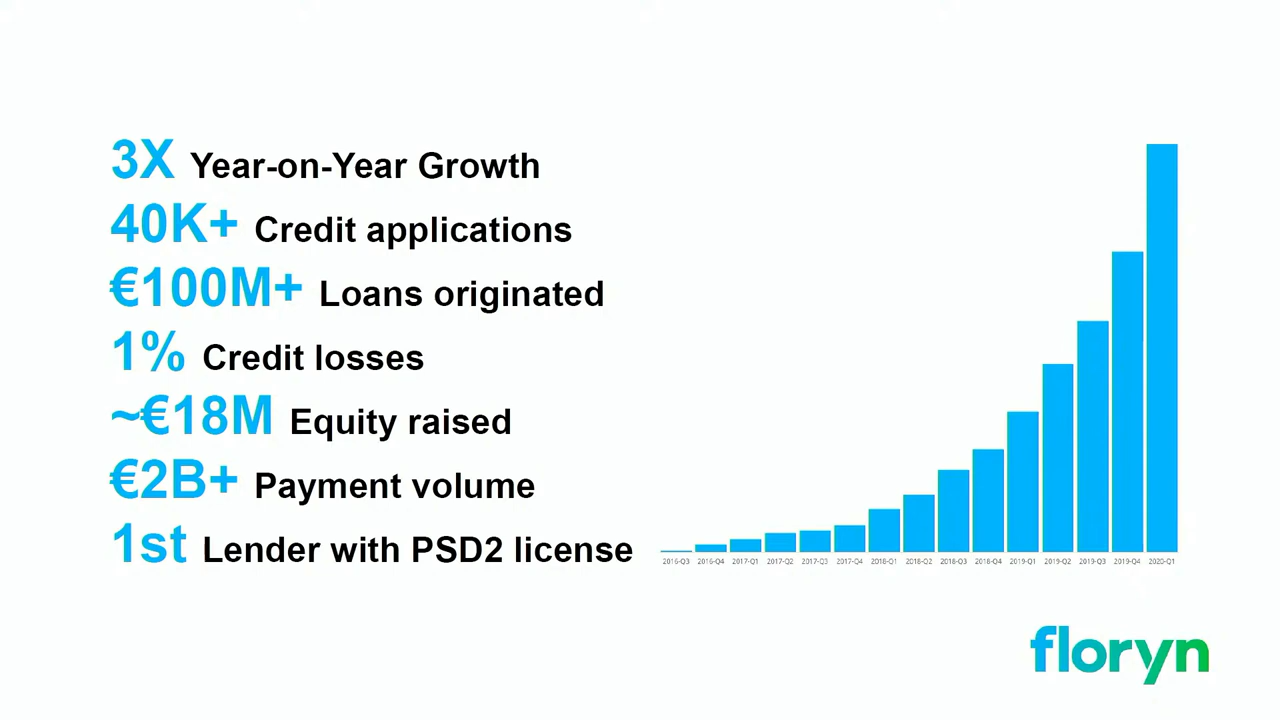 3X Year-on-Year Growth
40K+ Credit applications
€100M+ Loans originated
1% Credit losses
~€18M Equity raised
€2B+ Payment volume
1st Lender with PSD2 license
2016-Q3 2016-Q4 2017-Q1 2017-Q2 2017-Q3 2017-Q4 2018-Q1 2018-Q2 2018-Q3 2018-Q4 2019-Q1 2019-Q2 2019-Q3 2019-Q4 2020-Q1
floryn